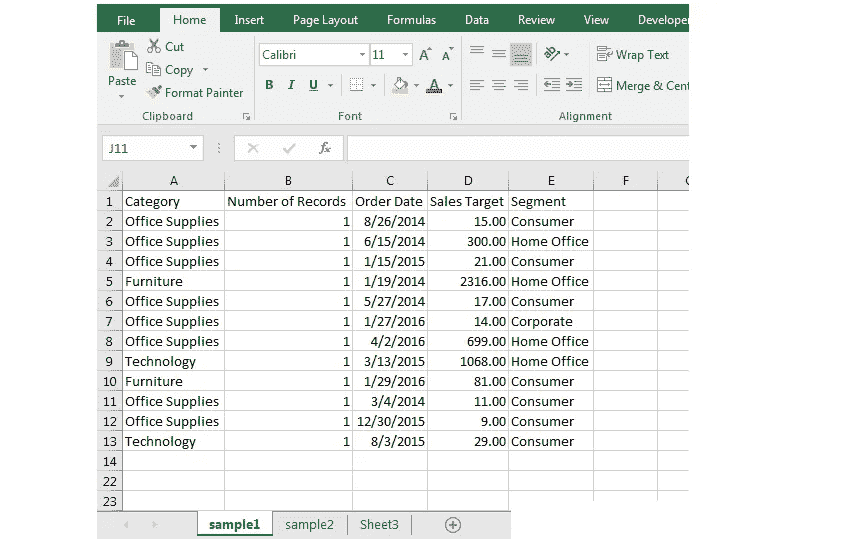 File Home Insert Page Layout Formulas Data Review View Developer
Cut
Copy
Format Painter
Paste
Clipboard
Calibri 11 A A
B I U A
Font
Wrap Text
Merge & Cent
Alignment
J11 fx
A B C D E F
1 Category Number of Records Order Date Sales Target Segment
2 Office Supplies 1 8/26/2014 15.00 Consumer
3 Office Supplies 1 6/15/2014 300.00 Home Office
4 Office Supplies 1 1/15/2015 21.00 Consumer
5 Furniture 1 1/19/2014 2316.00 Home Office
6 Office Supplies 1 5/27/2014 17.00 Consumer
7 Office Supplies 1 1/27/2016 14.00 Corporate
8 Office Supplies 1 4/2/2016 699.00 Home Office
9 Technology 1 3/13/2015 1068.00 Home Office
10 Furniture 1 1/29/2016 81.00 Consumer
11 Office Supplies 1 3/4/2014 11.00 Consumer
12 Office Supplies 1 12/30/2015 9.00 Consumer
13 Technology 1 8/3/2015 29.00 Consumer
14
22
23
sample1 sample2 Sheet3